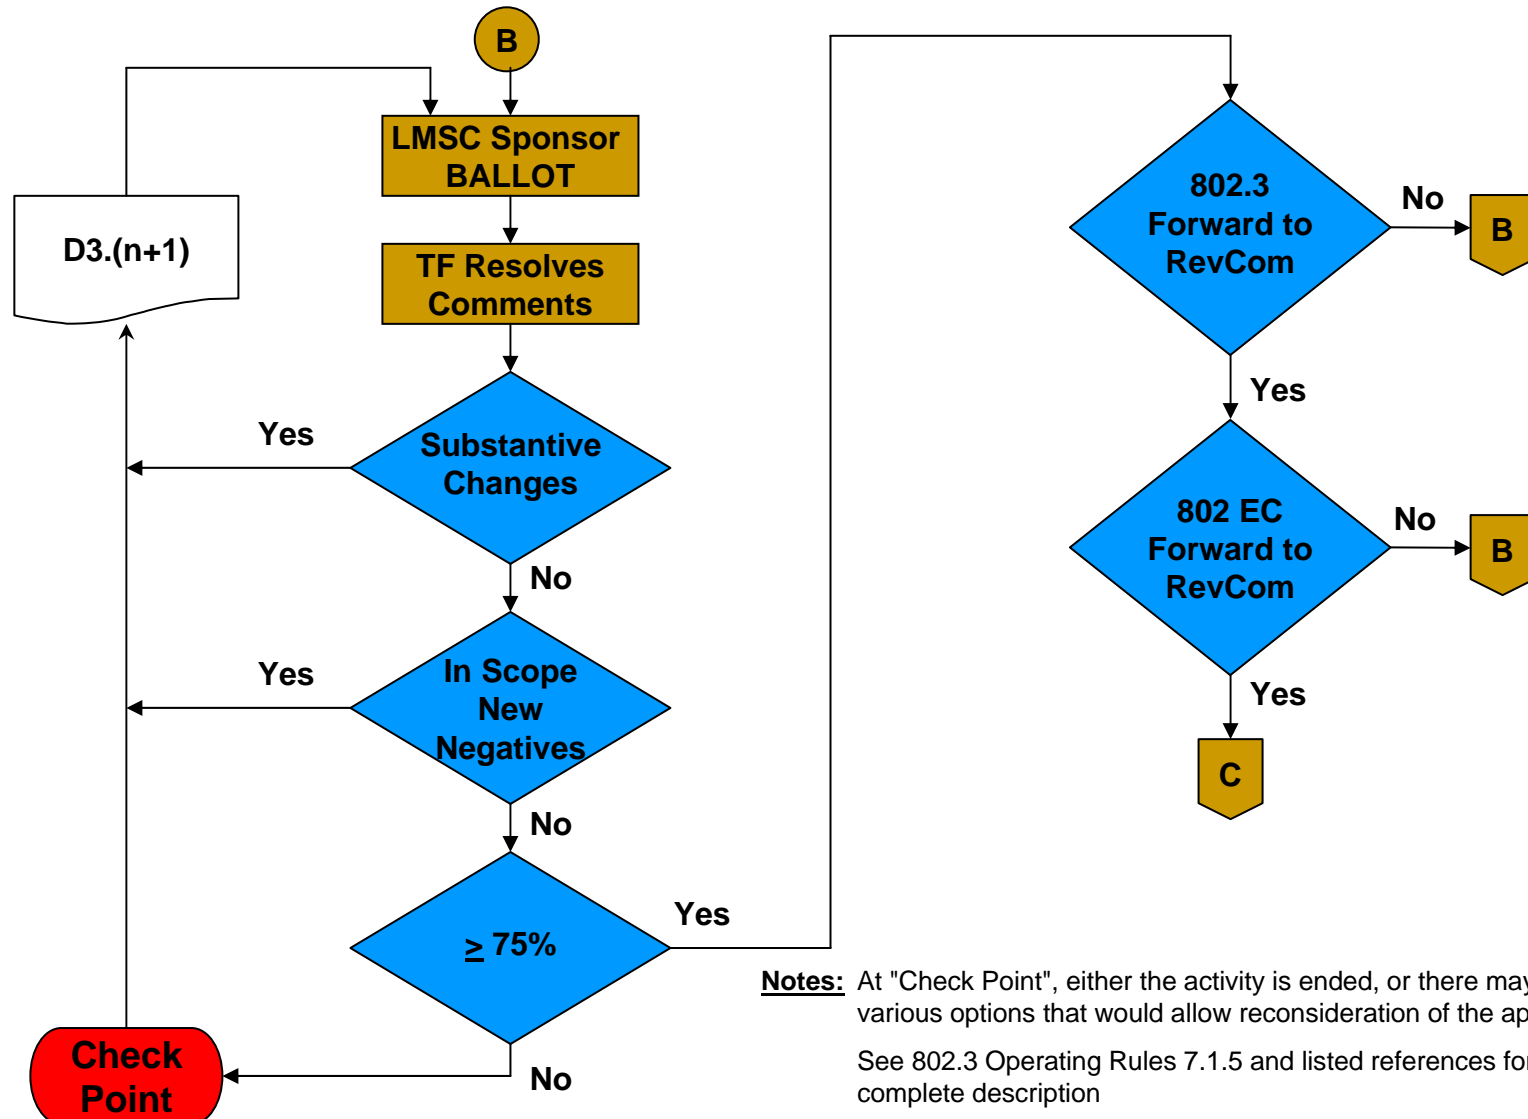 B
LMSC Sponsor
BALLOT
D3.(n+1)
TF Resolves
Comments
Substantive
Changes
Yes
No
In Scope
New
Negatives
Yes
No
≥ 75%
Yes
No
Check
Point
802.3
Forward to
RevCom
No
B
Yes
802 EC
Forward to
RevCom
No
B
Yes
C
Notes: At "Check Point", either the activity is ended, or there may
various options that would allow reconsideration of the
See 802.3 Operating Rules 7.1.5 and listed references for
complete description